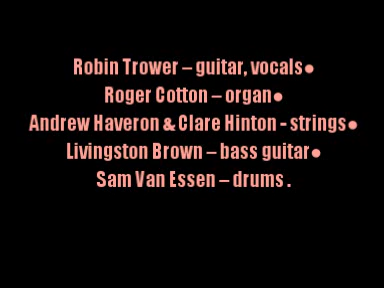 Robin Trower – guitar, vocals●
Roger Cotton – organ●
Andrew Haveron & Clare Hinton - strings●
Livingston Brown – bass guitar●
Sam Van Essen – drums .